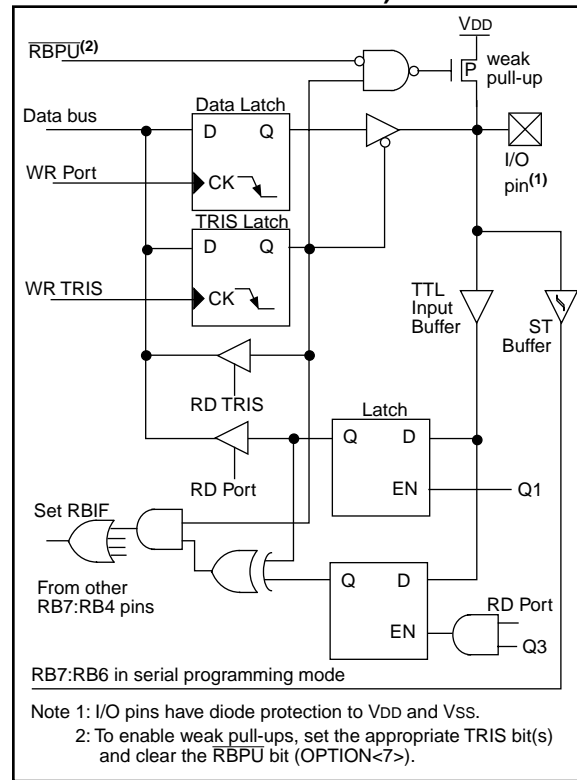 VDD
RBPU(2)
weak
pull-up
P
Data Latch
Data bus
D Q
I/O
pin(1)
WR Port
CK
TRIS Latch
D Q
WR TRIS
CK
TTL
Input
Buffer
ST
Buffer
RD TRIS
Latch
Q D
RD Port
EN
Q1
Set RBIF
From other
RB7:RB4 pins
Q D
RD Port
EN
Q3
RB7:RB6 in serial programming mode
Note 1: I/O pins have diode protection to VDD and VSS.
2: To enable weak pull-ups, set the appropriate TRIS bit(s)
and clear the RBPU bit (OPTION<7>).